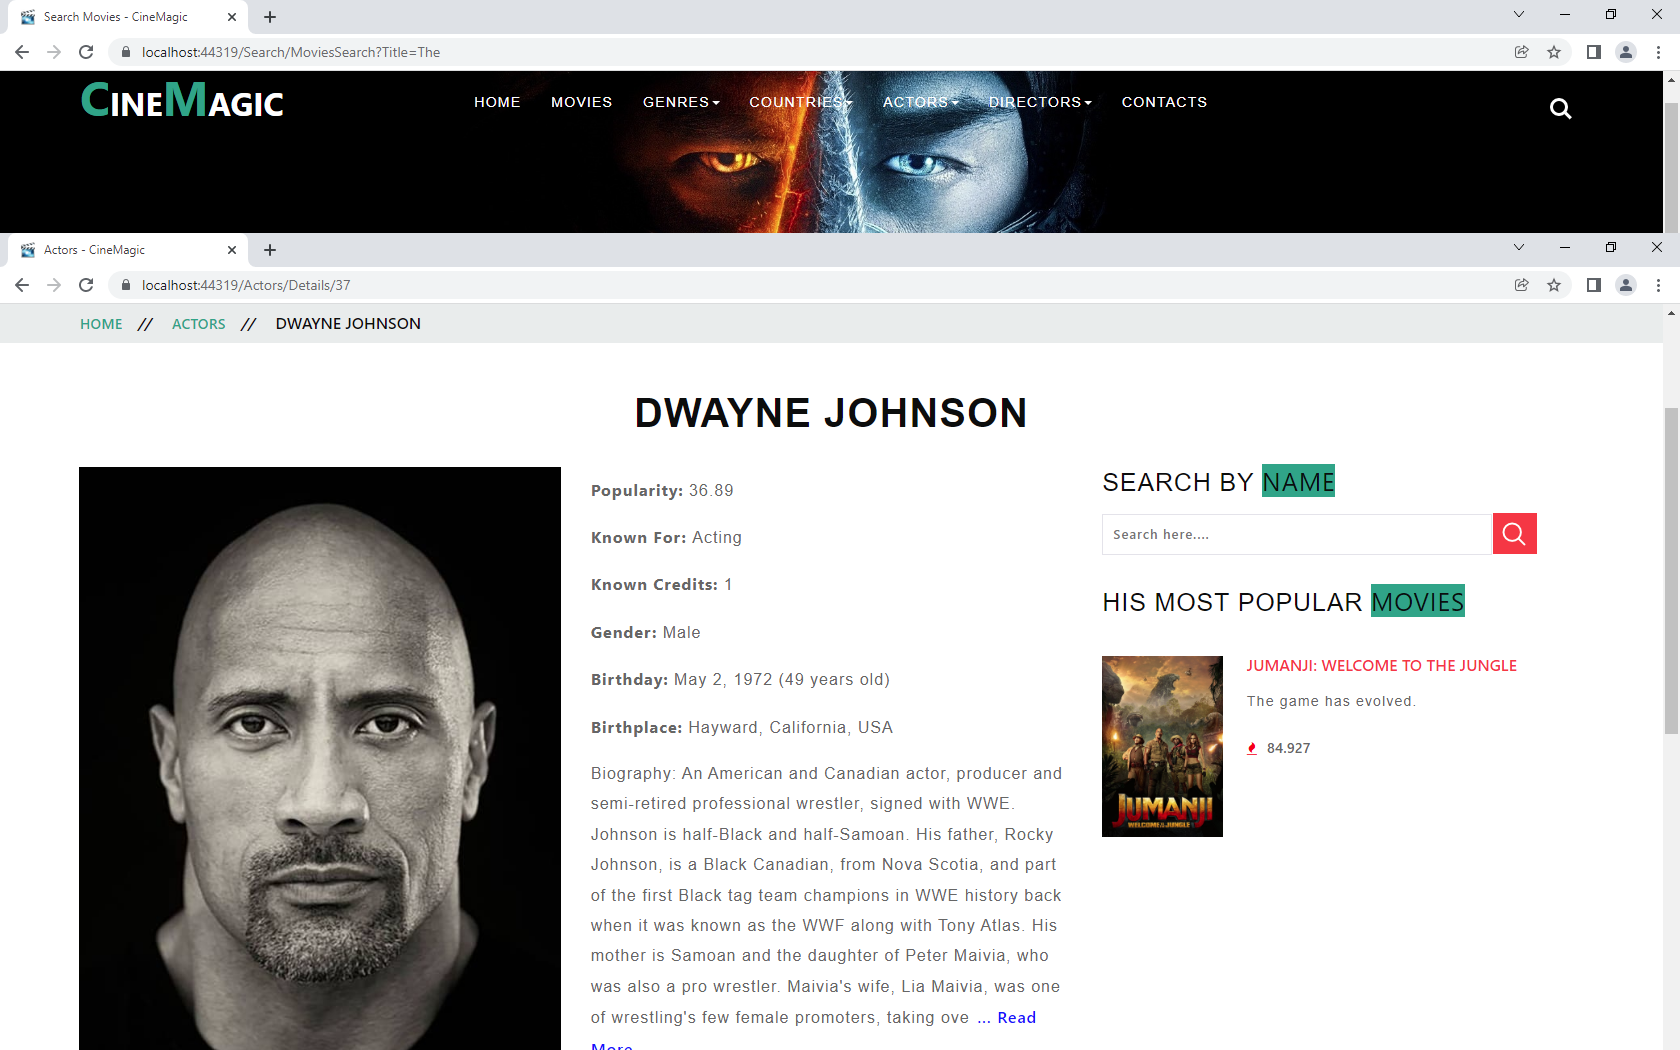 Search Movies - CineMagic
localhost:44319/Search/MoviesSearch?Title=The
CINEMAGIC
HOME MOVIES GENRES COUNTRIES ACTORS DIRECTORS CONTACTS
Actors - CineMagic
localhost:44319/Actors/Details/37
HOME // ACTORS // DWAYNE JOHNSON
DWAYNE JOHNSON
Popularity: 36.89
Known For: Acting
Known Credits: 1
Gender: Male
Birthday: May 2, 1972 (49 years old)
Birthplace: Hayward, California, USA
Biography: An American and Canadian actor, producer and
semi-retired professional wrestler, signed with WWE.
Johnson is half-Black and half-Samoan. His father, Rocky
Johnson, is a Black Canadian, from Nova Scotia, and part
of the first Black tag team champions in WWE history back
when it was known as the WWF along with Tony Atlas. His
mother is Samoan and the daughter of Peter Maivia, who
was also a pro wrestler. Maivia's wife, Lia Maivia, was one
of wrestling's few female promoters, taking ove ... Read
More
SEARCH BY NAME
Search here....
HIS MOST POPULAR MOVIES
JUMANJI
WELCOME TO THE JUNGLE
JUMANJI: WELCOME TO THE JUNGLE
The game has evolved.
84.927